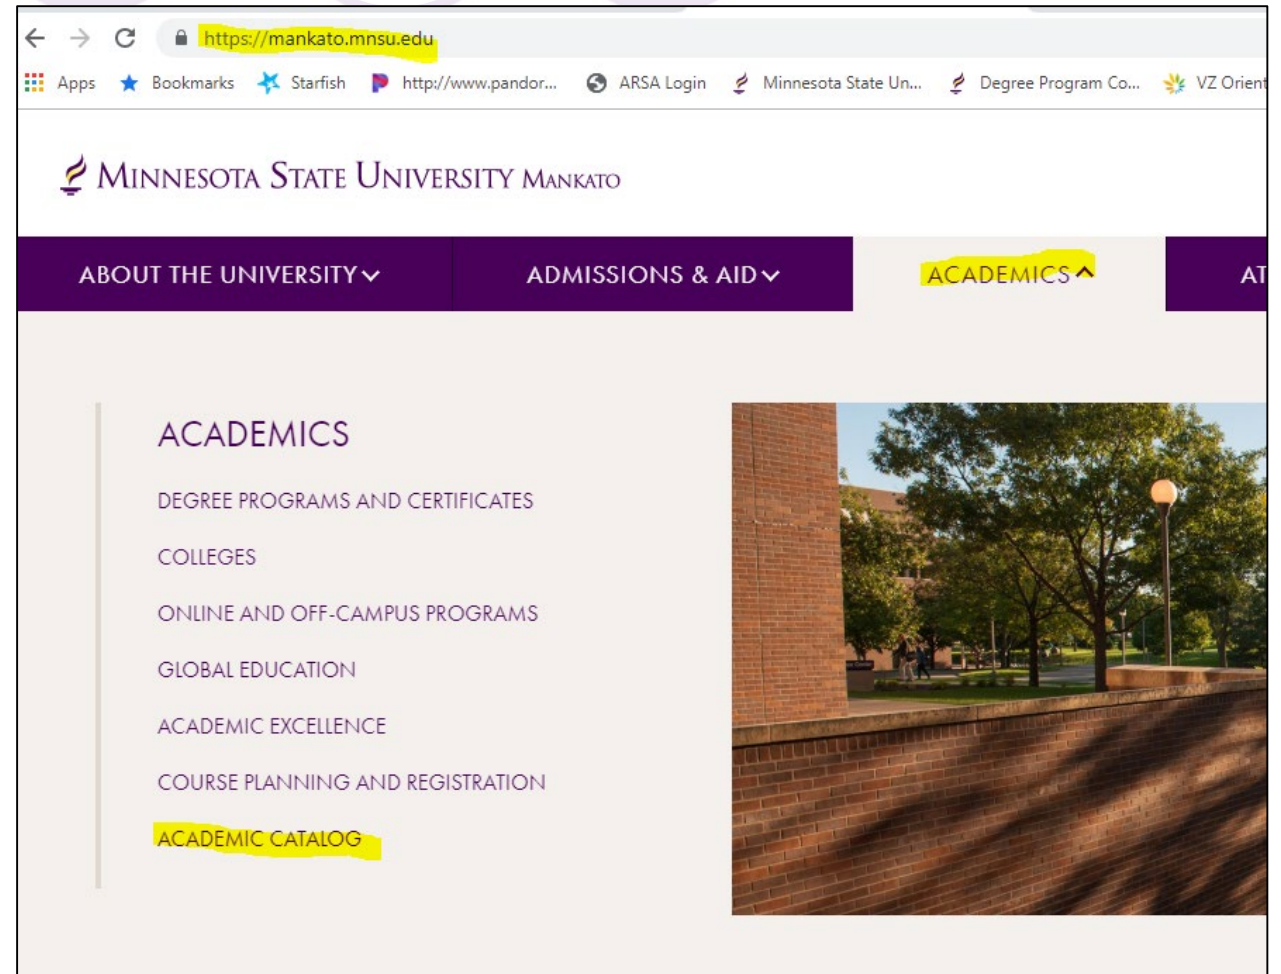 https://mankato.mnsu.edu
Apps Bookmarks Starfish http://www.pandor... ARSA Login Minnesota State Un... Degree Program Co... VZ Orient
MINNESOTA STATE UNIVERSITY MANKATO
ABOUT THE UNIVERSITY ADMISSIONS & AID ACADEMICS AT
ACADEMICS
DEGREE PROGRAMS AND CERTIFICATES
COLLEGES
ONLINE AND OFF-CAMPUS PROGRAMS
GLOBAL EDUCATION
ACADEMIC EXCELLENCE
COURSE PLANNING AND REGISTRATION
ACADEMIC CATALOG